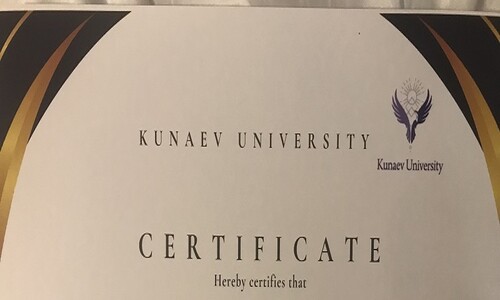 KUNAEV UNIVERSITY
Kunaev University
CERTIFICATE
Hereby certifies that